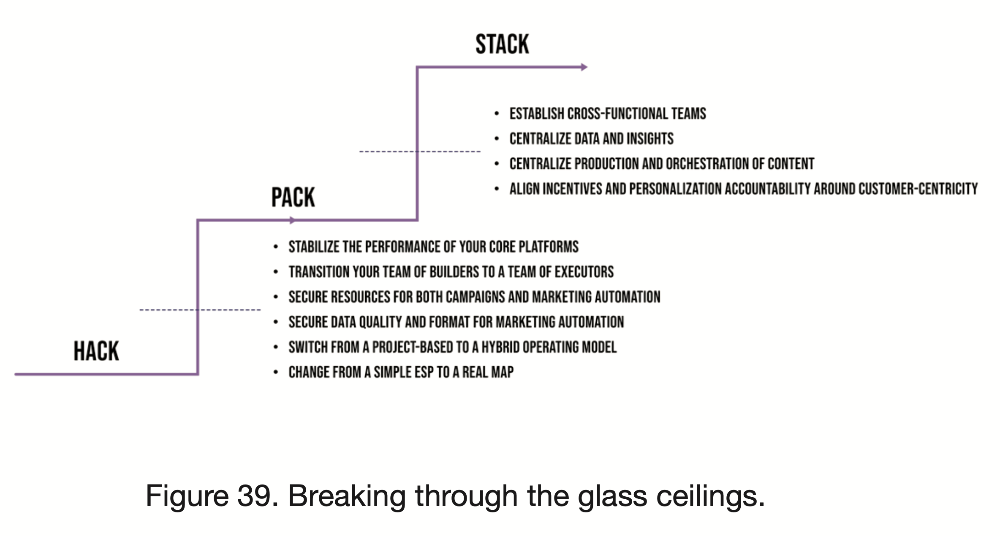 STACK
• ESTABLISH CROSS-FUNCTIONAL TEAMS
• CENTRALIZE DATA AND INSIGHTS
• CENTRALIZE PRODUCTION AND ORCHESTRATION OF CONTENT
• ALIGN INCENTIVES AND PERSONALIZATION ACCOUNTABILITY AROUND CUSTOMER-CENTRICITY
PACK
• STABILIZE THE PERFORMANCE OF YOUR CORE PLATFORMS
• TRANSITION YOUR TEAM OF BUILDERS TO A TEAM OF EXECUTORS
• SECURE RESOURCES FOR BOTH CAMPAIGNS AND MARKETING AUTOMATION
• SECURE DATA QUALITY AND FORMAT FOR MARKETING AUTOMATION
• SWITCH FROM A PROJECT-BASED TO A HYBRID OPERATING MODEL
• CHANGE FROM A SIMPLE ESP TO A REAL MAP
HACK
Figure 39. Breaking through the glass ceilings.